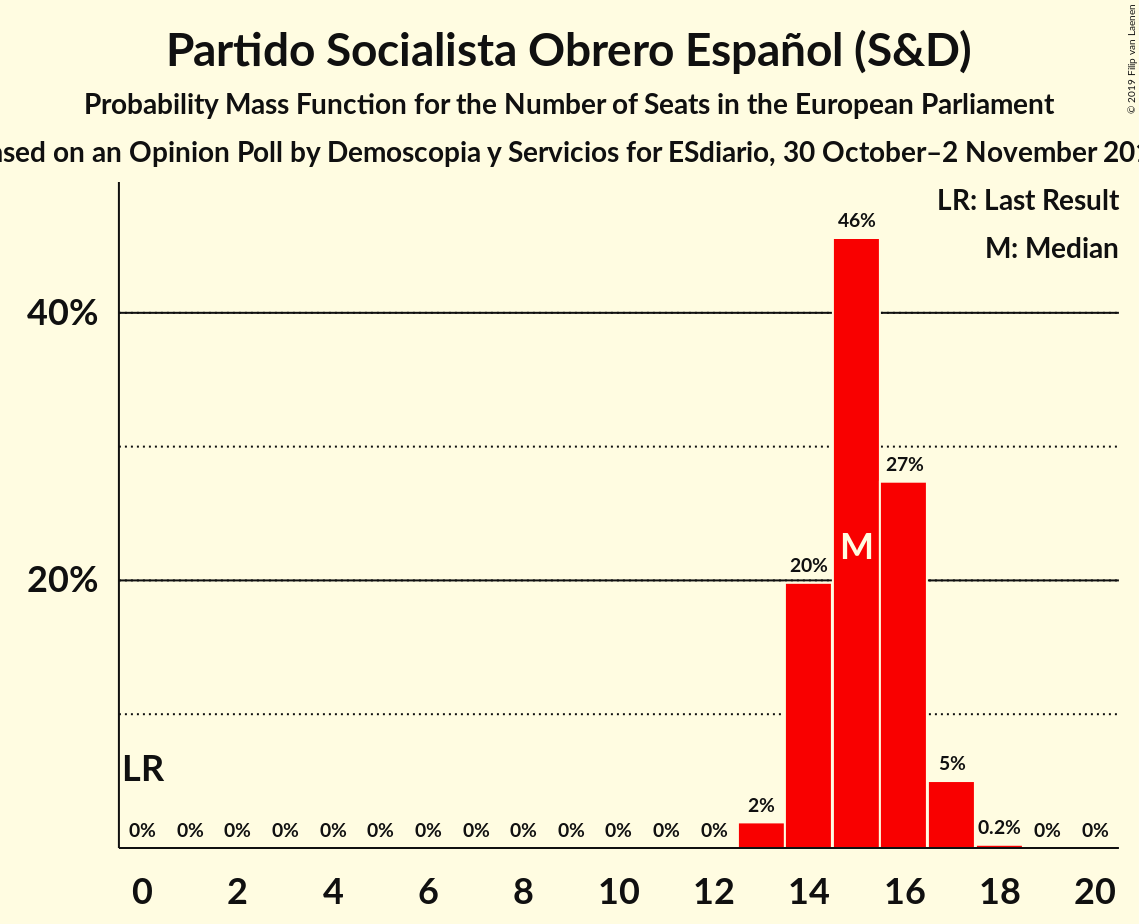 Partido Socialista Obrero Español (S&D)
Probability Mass Function for the Number of Seats in the European Parliament
on an Opinion Poll by Demoscopia y Servicios for ESdiario, 30 October–2 November
© 2019 Filip van Laenen
LR: Last Result
M: Median
46%
40%
27%
M
20%
20%
LR
5%
2%
0% 0% 0% 0% 0% 0% 0% 0% 0% 0% 0% 0% 0% 0.2% 0% 0%
0 2 4 6 8 10 12 14 16 18 20